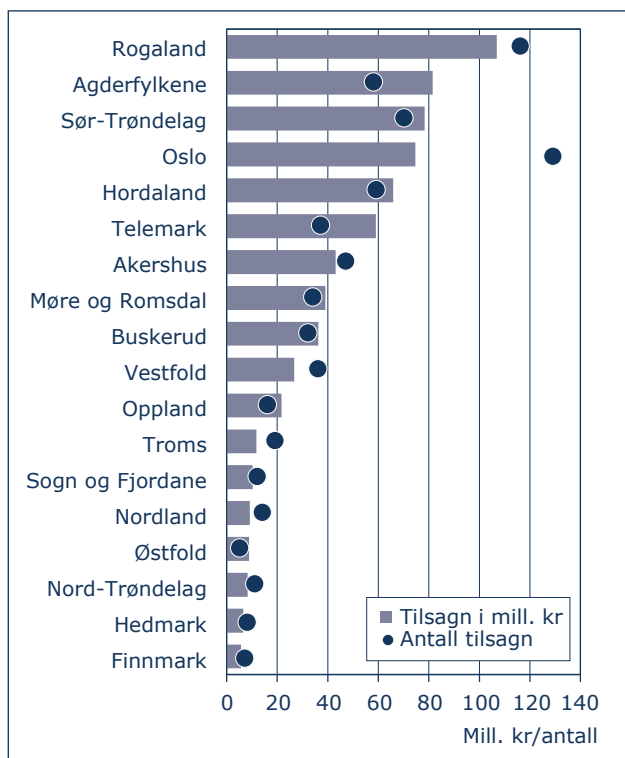 Rogaland
Agderfylkene
Sør-Trøndelag
Oslo
Hordaland
Telemark
Akershus
Møre og Romsdal
Buskerud
Vestfold
Oppland
Troms
Sogn og Fjordane
Nordland
Østfold
Nord-Trøndelag
Hedmark
Finnmark
Tilsagn i mill. kr
Antall tilsagn
0 20 40 60 80 100 120 140
Mill. kr/antall